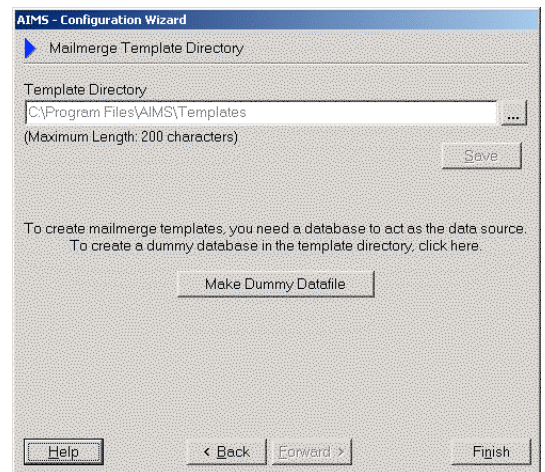 AIMS - Configuration Wizard
Mailmerge Template Directory
Template Directory
C:\Program Files\AIMS\Templates
...
(Maximum Length: 200 characters)
Save
To create mailmerge templates, you need a database to act as the data source.
To create a dummy database in the template directory, click here.
Make Dummy Datafile
Help
< Back
Forward >
Finish